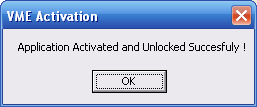 VME Activation
Application Activated and Unlocked Succesfuly !
OK